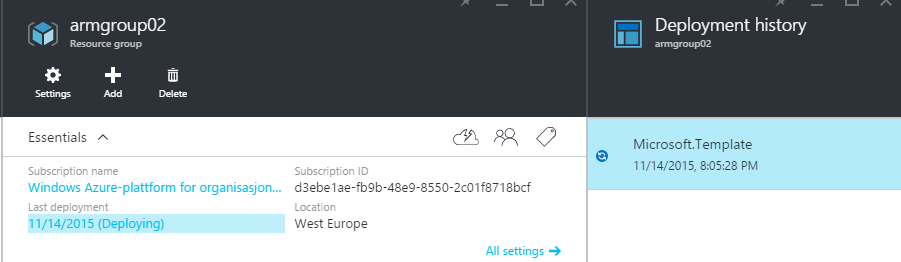 armgroup02
Resource group
Settings
Add
Delete
Essentials
Subscription name
Windows Azure-plattform for organisasjon...
Subscription ID
d3ebe1ae-fb9b-48e9-8550-2c01f8718bcf
Last deployment
11/14/2015 (Deploying)
Location
West Europe
All settings
Deployment history
armgroup02
Microsoft.Template
11/14/2015, 8:05:28 PM